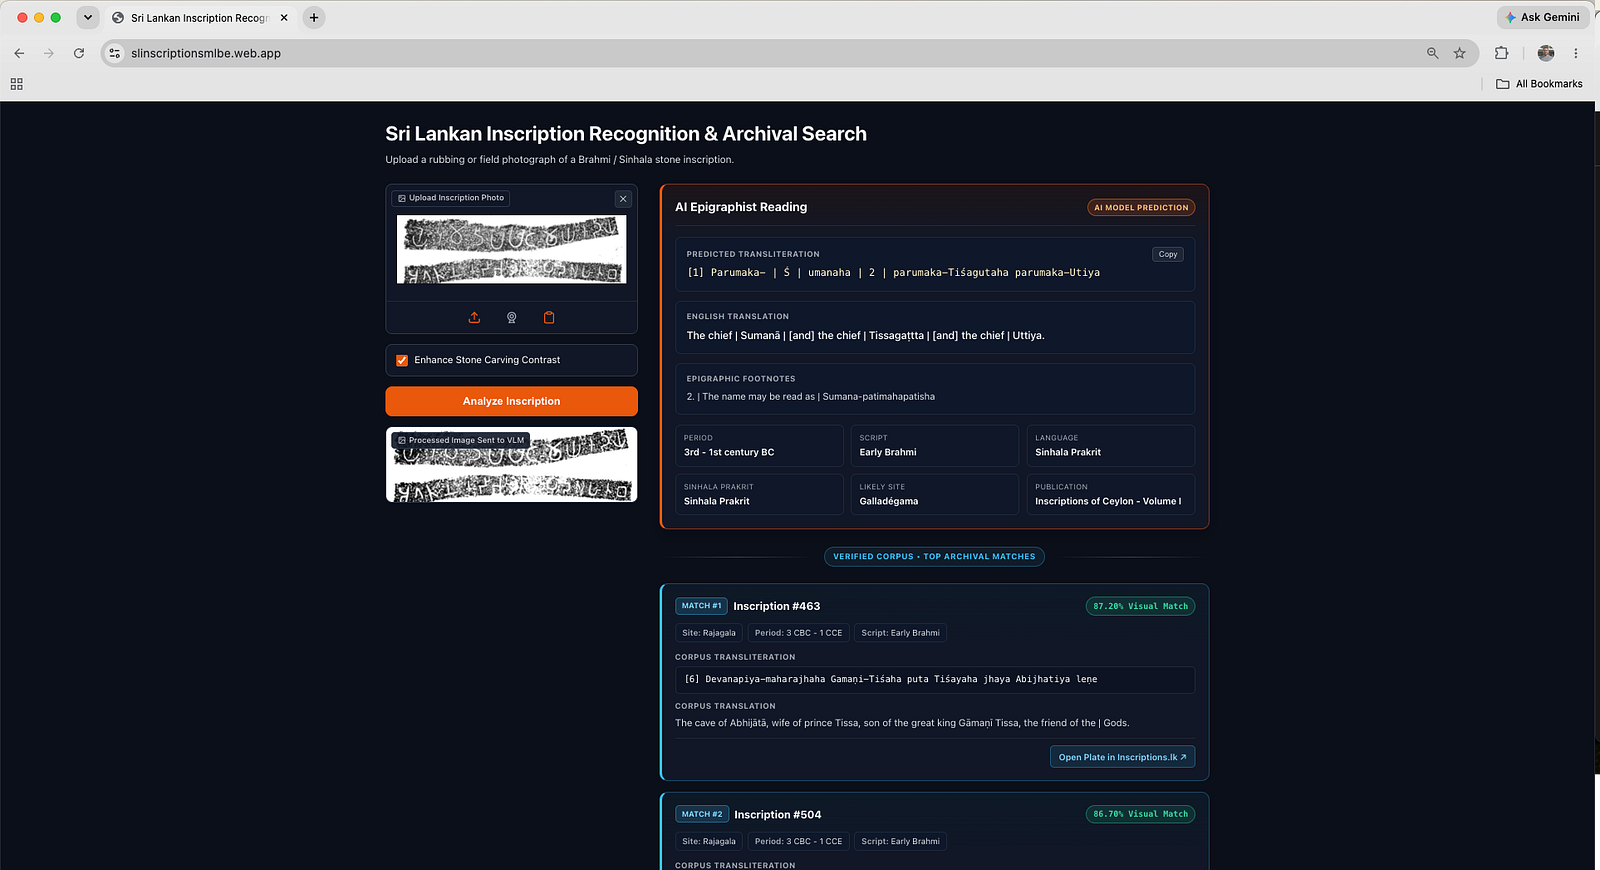 Sri Lankan Inscription Recogn
Ask Gemini
slinscriptionsmlbe.web.app
All Bookmarks
Sri Lankan Inscription Recognition & Archival Search
Upload a rubbing or field photograph of a Brahmi / Sinhala stone inscription.
Upload Inscription Photo
Enhance Stone Carving Contrast
Analyze Inscription
Processed Image Sent to VLM
AI Epigraphist Reading
AI MODEL PREDICTION
PREDICTED TRANSLITERATION
Copy
[1] Parumaka– | Ś | umanaha | 2 | parumaka–Tiśagutaha parumaka–Utiya
ENGLISH TRANSLATION
The chief | Sumanā | [and] the chief | Tissagaṭtta | [and] the chief | Uttiya.
EPIGRAPHIC FOOTNOTES
2. | The name may be read as | Sumana-patimahapatisha
PERIOD
3rd - 1st century BC
SCRIPT
Early Brahmi
LANGUAGE
Sinhala Prakrit
SINHALA PRAKRIT
Sinhala Prakrit
LIKELY SITE
Galladégama
PUBLICATION
Inscriptions of Ceylon - Volume I
VERIFIED CORPUS • TOP ARCHIVAL MATCHES
MATCH #1 Inscription #463
87.20% Visual Match
Site: Rajagala
Period: 3 CBC - 1 CCE
Script: Early Brahmi
CORPUS TRANSLITERATION
[6] Devanapiya–maharajhaha Gamaṇi–Tiśaha puta Tiśayaha jhaya Abijhatiya leṇe
CORPUS TRANSLATION
The cave of Abhijātā, wife of prince Tissa, son of the great king Gāmaṇī Tissa, the friend of the | Gods.
Open Plate in Inscriptions.lk ↗
MATCH #2 Inscription #504
86.70% Visual Match
Site: Rajagala
Period: 3 CBC - 1 CCE
Script: Early Brahmi
CORPUS TRANSLITERATION